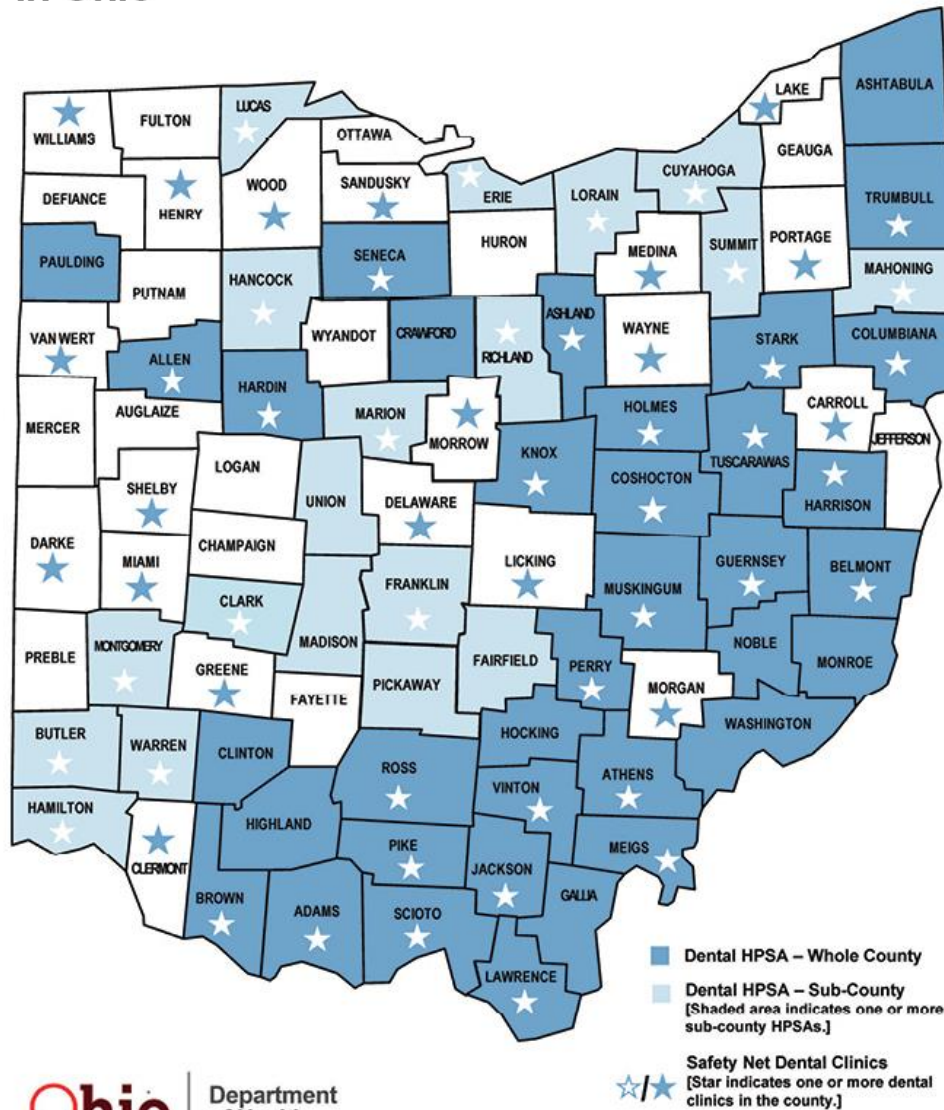 LAKE
ASHTABULA
LUCAS
FULTON
WILLIAMS
OTTAWA
GEAUGA
CUYAHOGA
WOOD
SANDUSKY
ERIE
LORAIN
TRUMBULL
DEFIANCE
HENRY
PORTAGE
HURON
SUMMIT
MEDINA
SENECA
PAULDING
MAHONING
HANCOCK
PUTNAM
ASHLAND
WAYNE
CRAWFORD
WYANDOT
VAN WERT
STARK
COLUMBIANA
RICHLAND
ALLEN
HARDIN
CARROLL
HOLMES
AUGLAIZE
MARION
MERCER
JEFFERSON
MORROW
KNOX
TUSCARAWAS
LOGAN
COSHOCTON
SHELBY
UNION
DELAWARE
HARRISON
DARKE
CHAMPAIGN
MIAMI
LICKING
GUERNSEY
BELMONT
FRANKLIN
MUSKINGUM
CLARK
MADISON
NOBLE
MONTGOMERY
PREBLE
FAIRFIELD
MONROE
GREENE
PERRY
PICKAWAY
MORGAN
FAYETTE
WASHINGTON
BUTLER
HOCKING
WARREN
CLINTON
ROSS
ATHENS
VINTON
HAMILTON
HIGHLAND
PIKE
MEIGS
CLERMONT
JACKSON
GALLIA
BROWN
ADAMS
SCIOTO
LAWRENCE
Dental HPSA – Whole County
Dental HPSA – Sub-County
[Shaded area indicates one or more
sub-county HPSAs.]
Safety Net Dental Clinics
[Star indicates one or more dental
clinics in the county.]
/
Ohio
Department